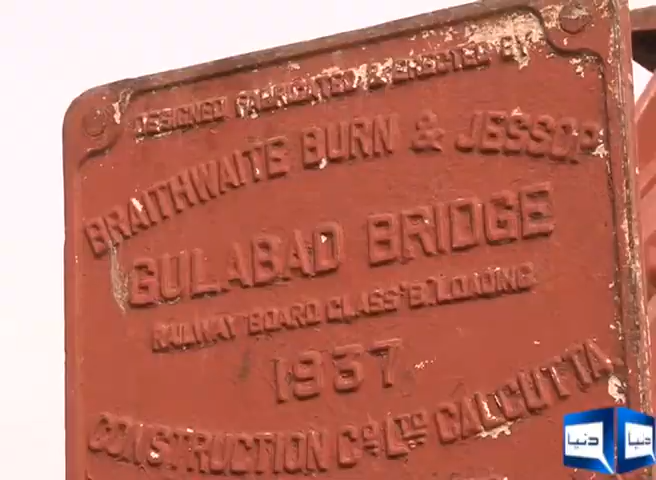 DESIGNED FABRICATED & ERECTED BY
BRAITHWAITE BURN & JESSOP
GULABAD BRIDGE
RAILWAY BOARD CLASS 'B' LOADING
1937
CONSTRUCTION Co LTD CALCUTTA
دنیا دنیا